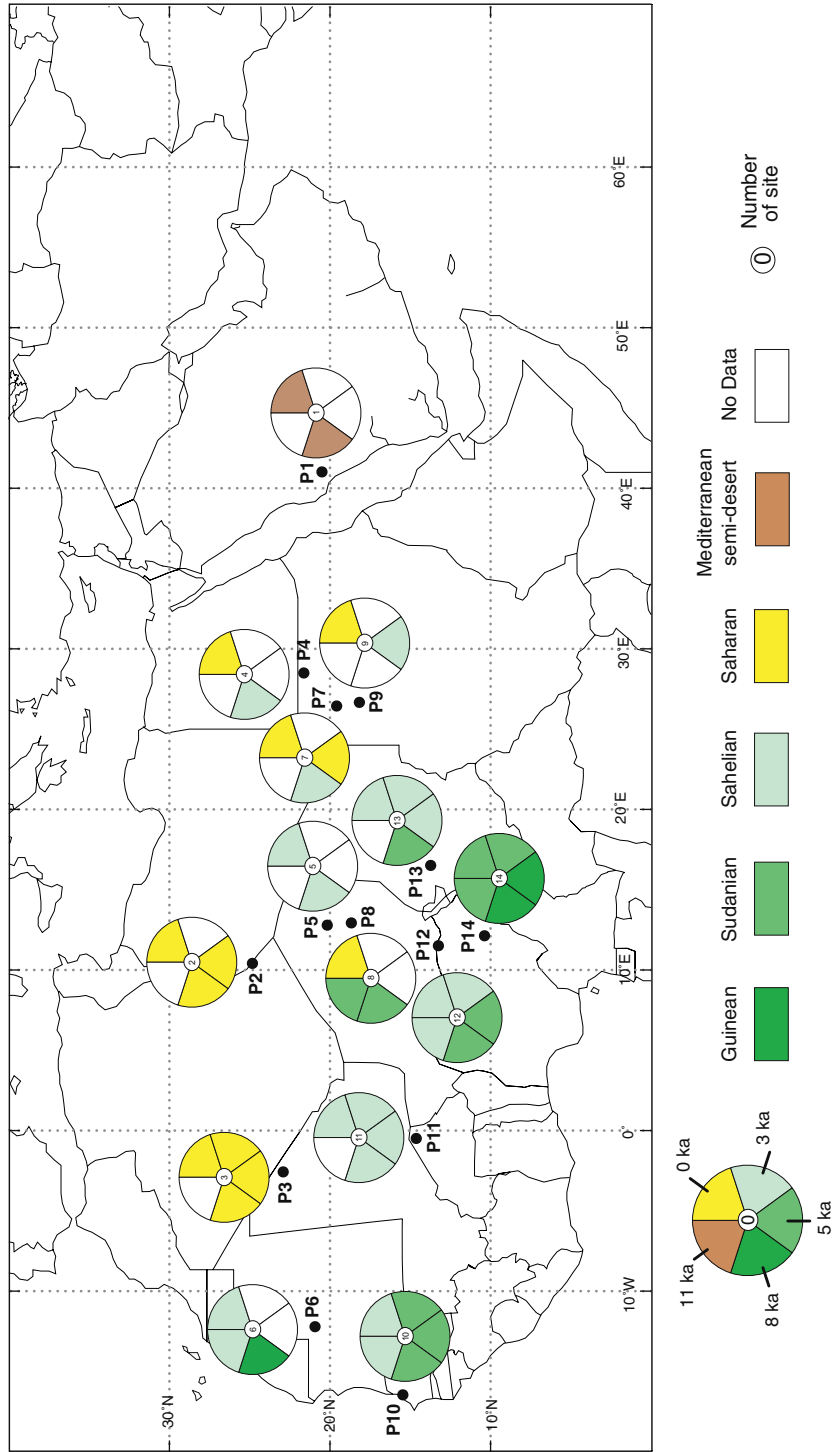 30˚N
20˚N
10˚N
10˚W
0˚
10˚E
20˚E
30˚E
40˚E
50˚E
60˚E
P1
P2
P3
P4
P5
P6
P7
P8
P9
P10
P11
P12
P13
P14
1
2
3
4
5
6
7
8
9
10
11
12
13
14
11 ka
0 ka
3 ka
5 ka
8 ka
0
Guinean
Sudanian
Sahelian
Saharan
Mediterranean
semi-desert
No Data
0
Number
of site